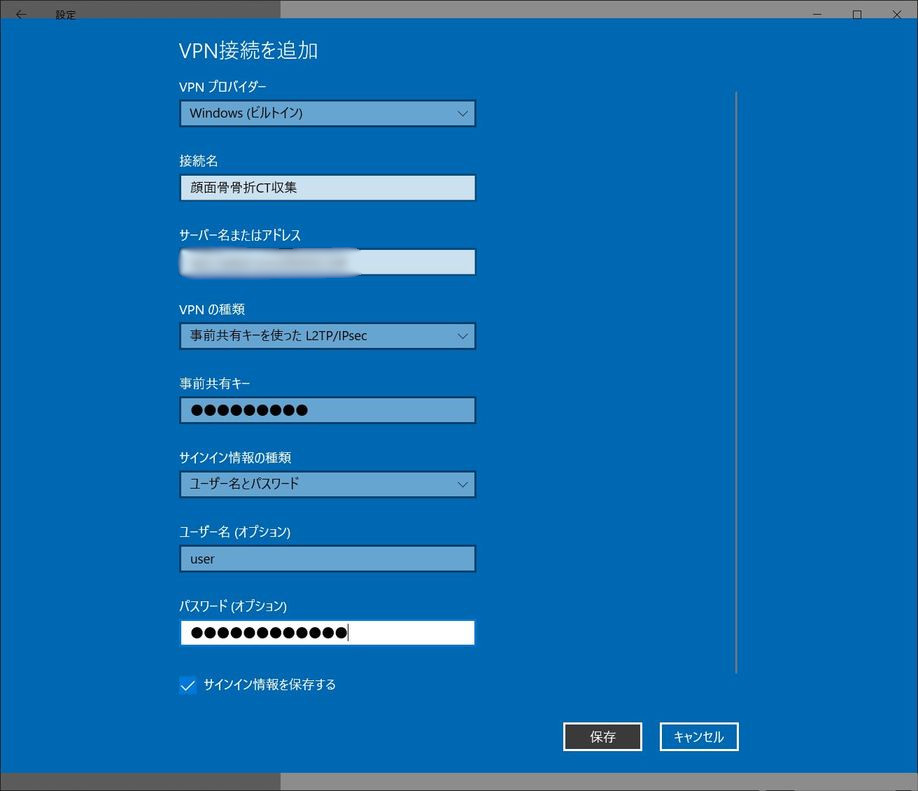 設定
VPN接続を追加
VPN プロバイダー
Windows (ビルトイン)
接続名
顔面骨骨折CT収集
サーバー名またはアドレス
VPN の種類
事前共有キーを使った L2TP/IPsec
事前共有キー
●●●●●●●●●
サインイン情報の種類
ユーザー名とパスワード
ユーザー名 (オプション)
user
パスワード (オプション)
●●●●●●●●●●●●
サインイン情報を保存する
保存
キャンセル